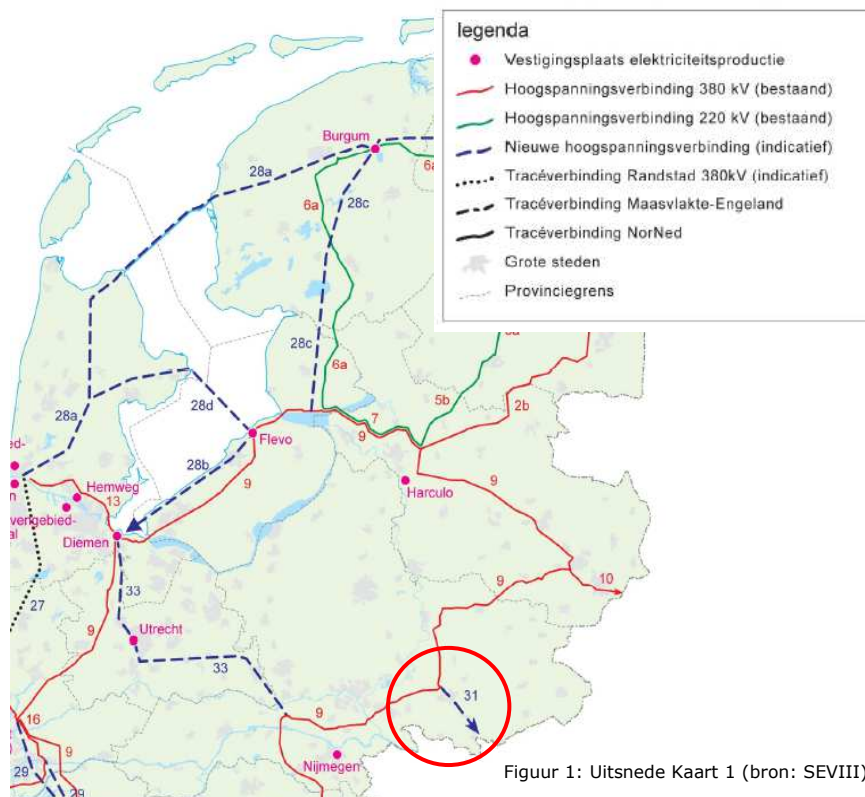 legenda
Vestigingsplaats elektriciteitsproductie
Hoogspanningsverbinding 380 kV (bestaand)
Hoogspanningsverbinding 220 kV (bestaand)
Nieuwe hoogspanningsverbinding (indicatief)
Tracéverbinding Randstad 380kV (indicatief)
Tracéverbinding Maasvlakte-Engeland
Tracéverbinding NorNed
Grote steden
Provinciegrens
Burgum
28a
6a
6a
28c
28c
6a
5b
2b
28d
7
9
28a
Flevo
28b
9
Hemweg
13
Harculo
9
Diemen
33
9
10
27
9
Utrecht
33
31
16
9
9
Nijmegen
29
29
Figuur 1: Uitsnede Kaart 1 (bron: SEVIII)